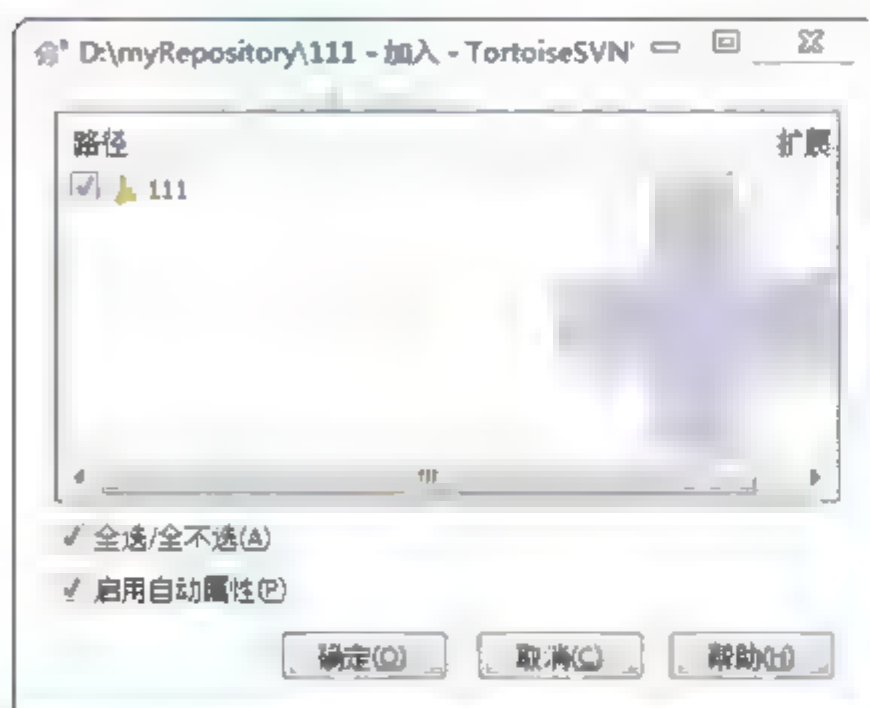 D:\myRepository\111 - 加入 - TortoiseSVN
路径 扩展
111
全选/全不选(A)
启用自动属性(P)
确定(O) 取消(C) 帮助(H)